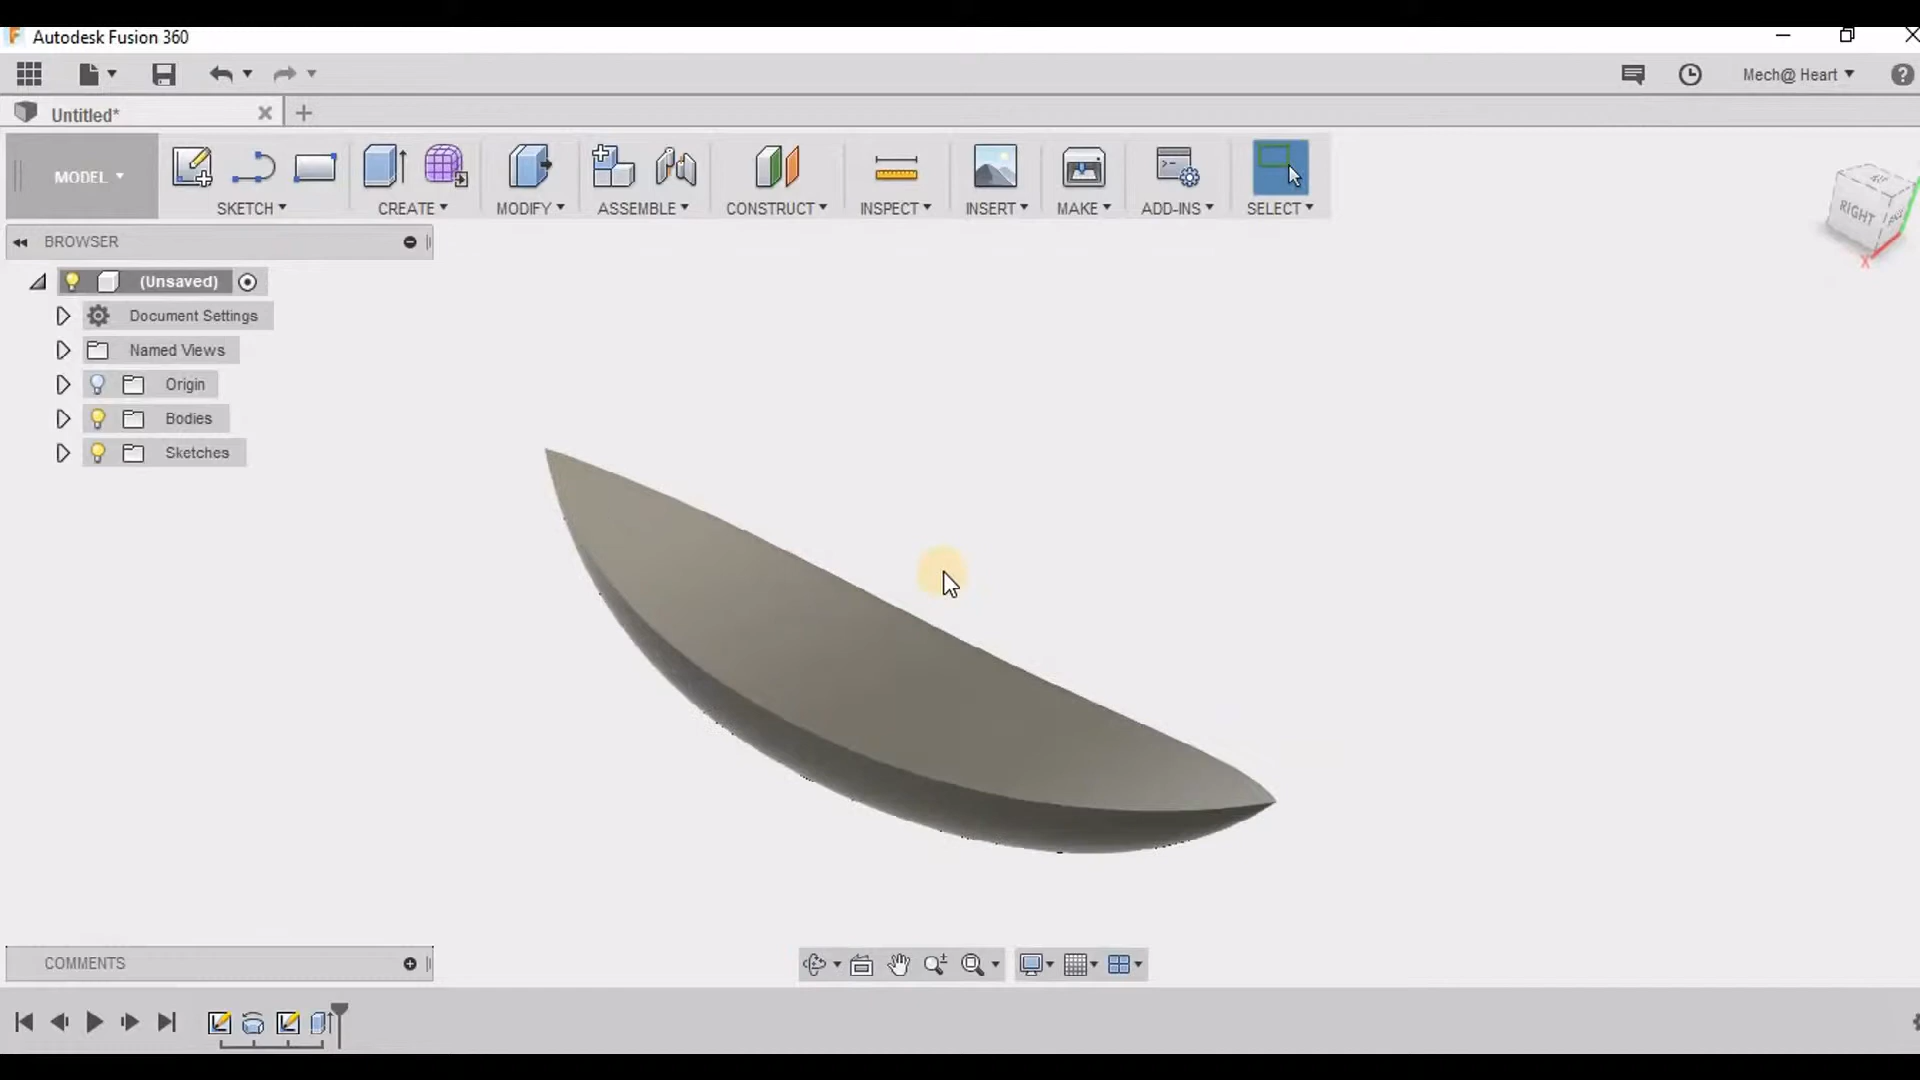 Autodesk Fusion 360
Mech@ Heart
Untitled*
MODEL
SKETCH
CREATE
MODIFY
ASSEMBLE
CONSTRUCT
INSPECT
INSERT
MAKE
ADD-INS
SELECT
RIGHT
X
BROWSER
(Unsaved)
Document Settings
Named Views
Origin
Bodies
Sketches
COMMENTS